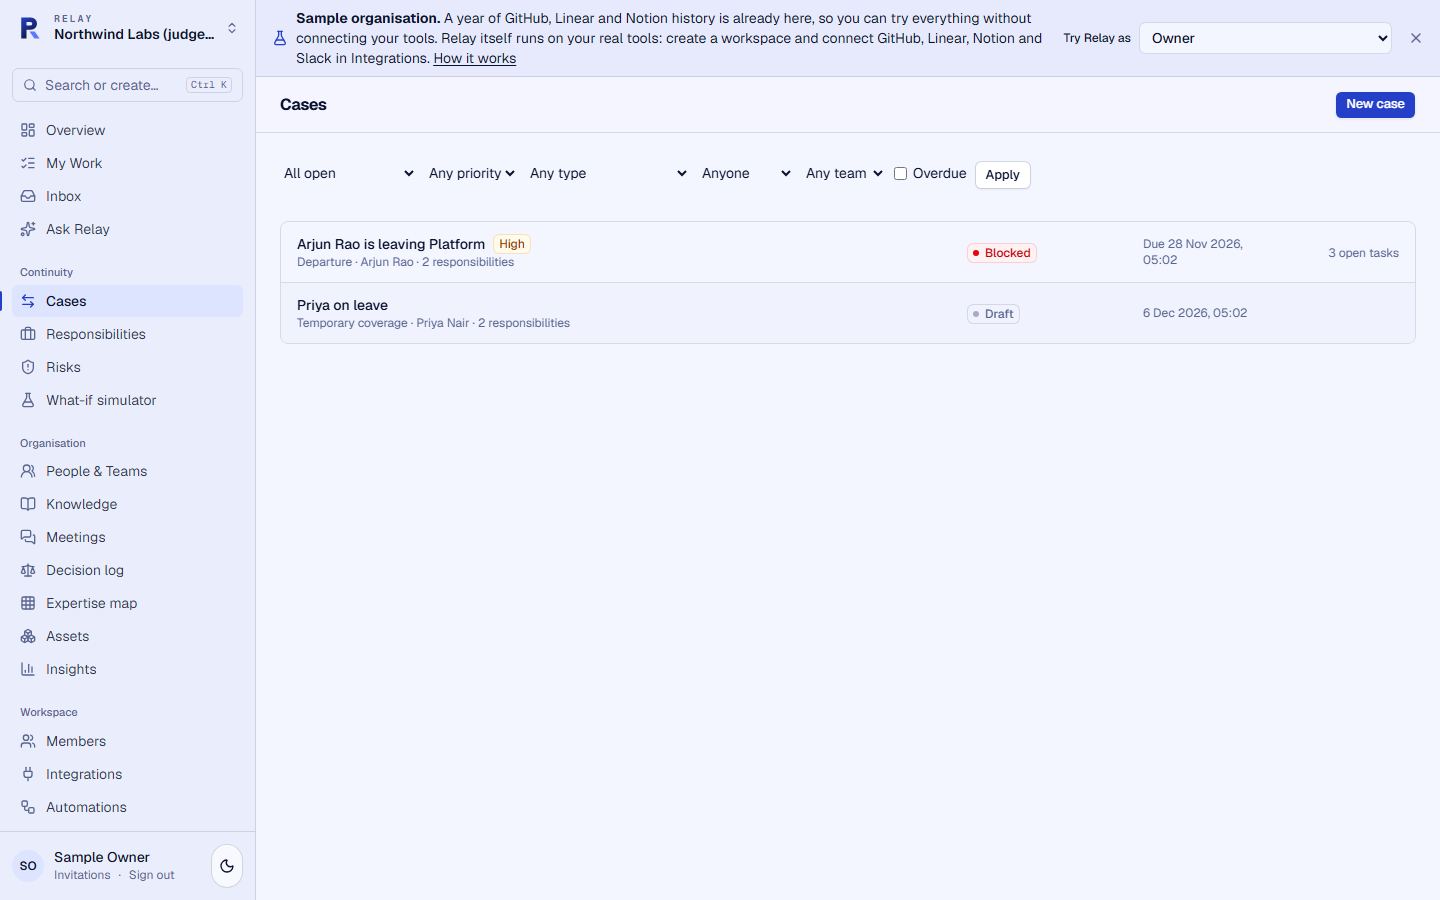 RELAY
Northwind Labs (judge...
Search or create...
Ctrl K
Overview
My Work
Inbox
Ask Relay
Continuity
Cases
Responsibilities
Risks
What-if simulator
Organisation
People & Teams
Knowledge
Meetings
Decision log
Expertise map
Assets
Insights
Workspace
Members
Integrations
Automations
SO
Sample Owner
Invitations · Sign out
Sample organisation. A year of GitHub, Linear and Notion history is already here, so you can try everything without
connecting your tools. Relay itself runs on your real tools: create a workspace and connect GitHub, Linear, Notion and
Slack in Integrations. How it works
Try Relay as
Owner
Cases
New case
All open
Any priority
Any type
Anyone
Any team
Overdue
Apply
Arjun Rao is leaving Platform High
Departure · Arjun Rao · 2 responsibilities
Blocked
Due 28 Nov 2026,
05:02
3 open tasks
Priya on leave
Temporary coverage · Priya Nair · 2 responsibilities
Draft
6 Dec 2026, 05:02